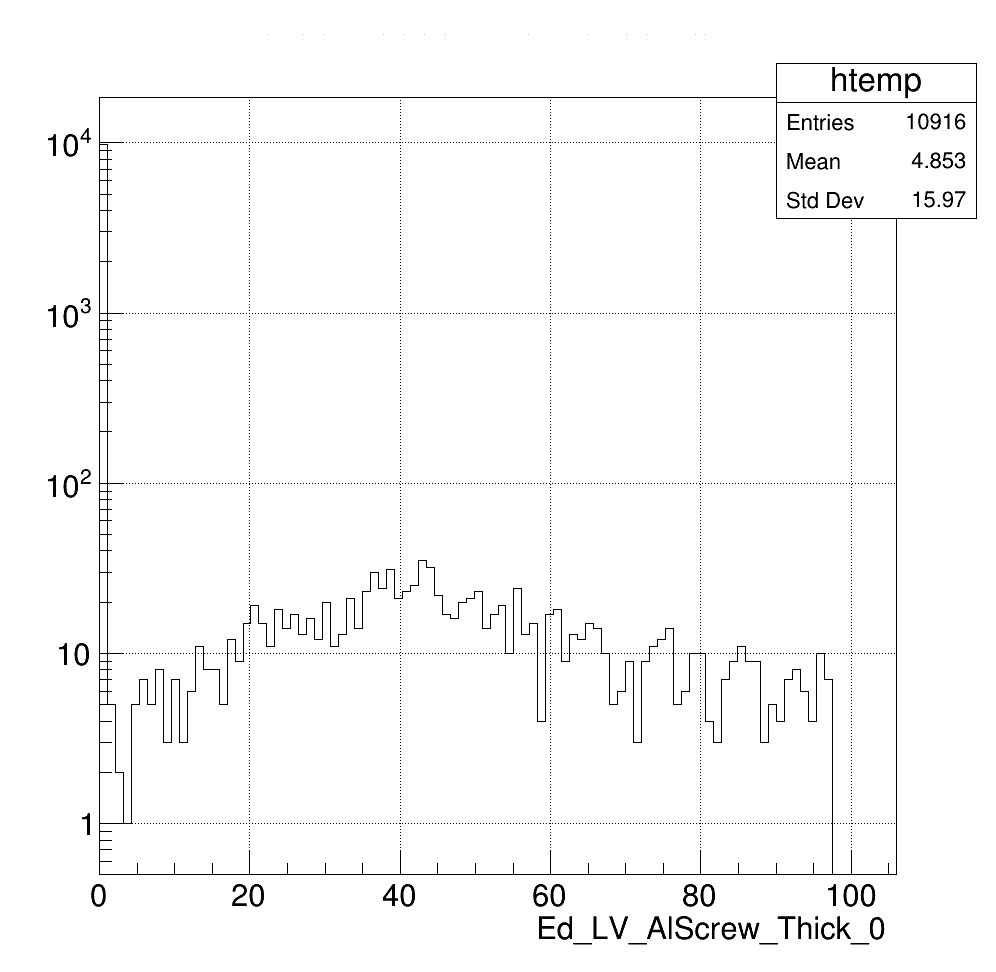 htemp
Entries 10916
Mean 4.853
Std Dev 15.97
10^4
10^3
10^2
10
1
0 20 40 60 80 100
Ed_LV_AlScrew_Thick_0